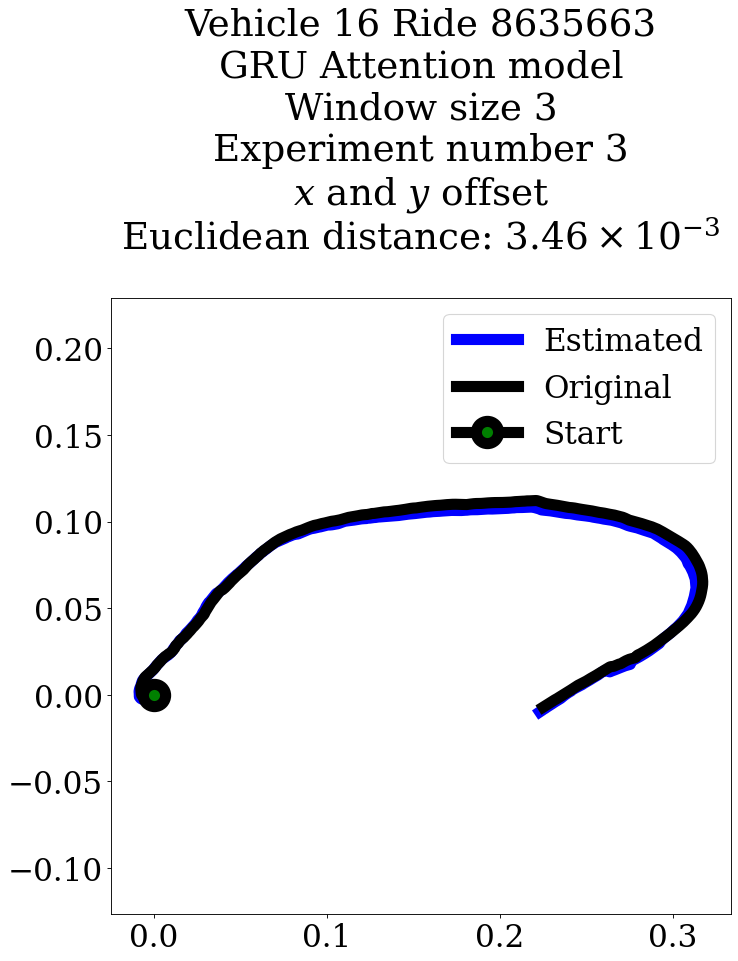 Vehicle 16 Ride 8635663
GRU Attention model
Window size 3
Experiment number 3
x and y offset
Euclidean distance: 3.46 × 10⁻³
Estimated
Original
Start
0.20
0.15
0.10
0.05
0.00
−0.05
−0.10
0.0 0.1 0.2 0.3